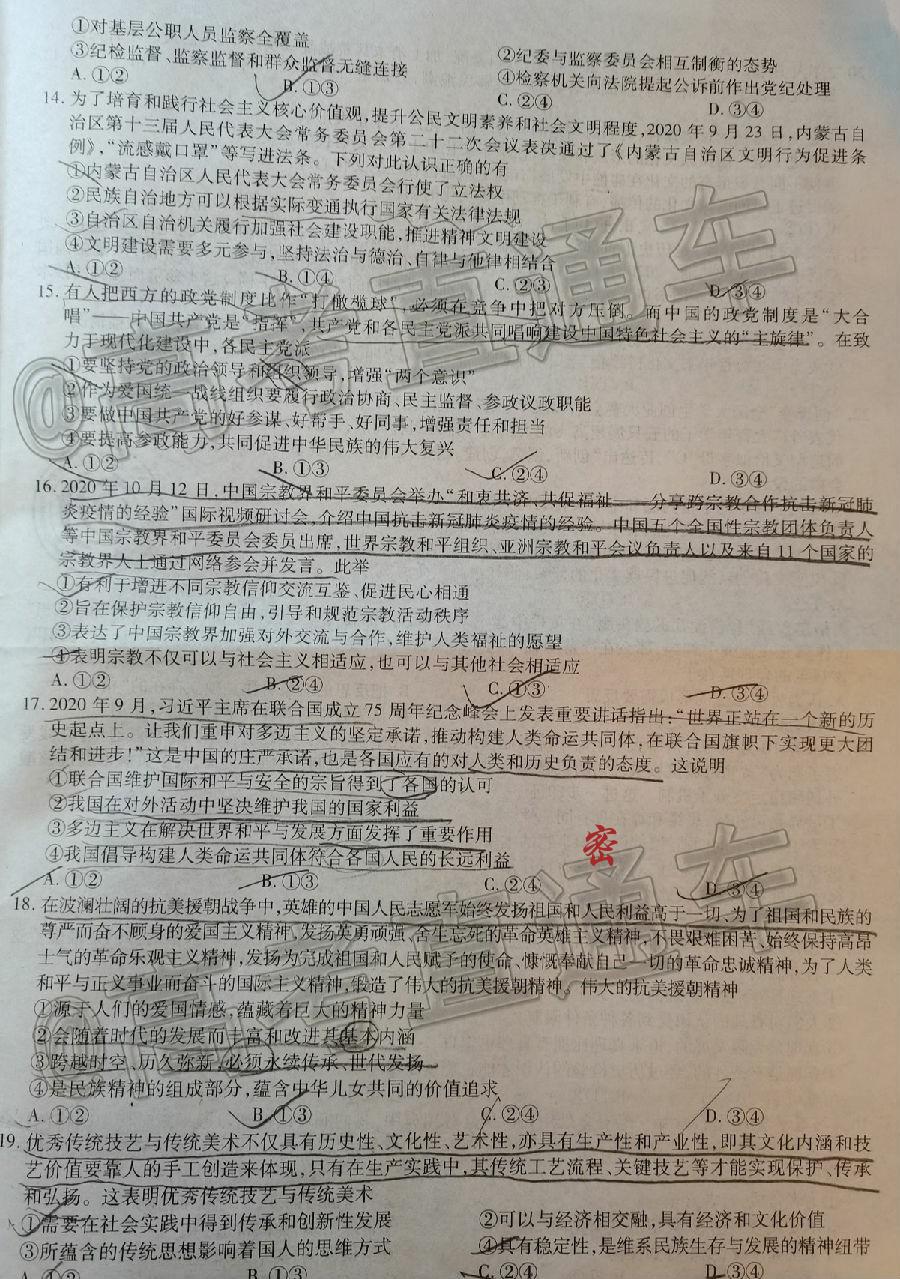 ①对基层公职人员监察全覆盖
②纪委与监察委员会相互制衡的态势
③纪检监督、监察监督和群众监督无缝连接
④检察机关向法院提起公诉前作出党纪处理
A. ①② B. ①③ C. ②④ D. ③④
14. 为了培育和践行社会主义核心价值观,提升公民文明素养和社会文明程度,2020年9月23日,内蒙古自
治区第十三届人民代表大会常务委员会第二十二次会议表决通过了《内蒙古自治区文明行为促进条
例》,“流感戴口罩”等写进法条。下列对此认识正确的有
①内蒙古自治区人民代表大会常务委员会行使了立法权
②民族自治地方可以根据实际变通执行国家有关法律法规
③自治区自治机关履行加强社会建设职能,推进精神文明建设
④文明建设需要多元参与,坚持法治与德治、自律与他律相结合
A. ①② B. ①④ C. ②③ D. ③④
15. 有人把西方的政党制度比作“打橄榄球”,必须在竞争中把对方压倒。而中国的政党制度是“大合
唱”——中国共产党是“指挥”,共产党和各民主党派共同唱响建设中国特色社会主义的“主旋律”。在致
力于现代化建设中,各民主党派
①要坚持党的政治领导和组织领导,增强“两个意识”
②作为爱国统一战线组织要履行政治协商、民主监督、参政议政职能
③要做中国共产党的好参谋、好帮手、好同事,增强责任和担当
④要提高参政能力,共同促进中华民族的伟大复兴
A. ①② B. ①③ C. ②④ D. ③④
16. 2020年10月12日,中国宗教界和平委员会举办“和衷共济、共促福祉——分享跨宗教合作抗击新冠肺
炎疫情的经验”国际视频研讨会,介绍中国抗击新冠肺炎疫情的经验。中国五个全国性宗教团体负责人
等中国宗教界和平委员会委员出席,世界宗教和平组织、亚洲宗教和平会议负责人以及来自11个国家的
宗教界人士通过网络参会并发言。此举
①有利于增进不同宗教信仰交流互鉴、促进民心相通
②旨在保护宗教信仰自由,引导和规范宗教活动秩序
③表达了中国宗教界加强对外交流与合作,维护人类福祉的愿望
④表明宗教不仅可以与社会主义相适应,也可以与其他社会相适应
A. ①② B. ②④ C. ①③ D. ③④
17. 2020年9月,习近平主席在联合国成立75周年纪念峰会上发表重要讲话指出:“世界正站在一个新的历
史起点上。让我们重申对多边主义的坚定承诺,推动构建人类命运共同体,在联合国旗帜下实现更大团
结和进步!”这是中国的庄严承诺,也是各国应有的对人类和历史负责的态度。这说明
①联合国维护国际和平与安全的宗旨得到了各国的认可
②我国在对外活动中坚决维护我国的国家利益
③多边主义在解决世界和平与发展方面发挥了重要作用
④我国倡导构建人类命运共同体符合各国人民的长远利益
密
A. ①② B. ①③ C. ②④ D. ③④
18. 在波澜壮阔的抗美援朝战争中,英雄的中国人民志愿军始终发扬祖国和人民利益高于一切、为了祖国和民族的
尊严而奋不顾身的爱国主义精神,发扬英勇顽强、舍生忘死的革命英雄主义精神,不畏艰难困苦、始终保持高昂
士气的革命乐观主义精神,发扬为完成祖国和人民赋予的使命、慷慨奉献自己一切的革命忠诚精神,为了人类
和平与正义事业而奋斗的国际主义精神,锻造了伟大的抗美援朝精神。伟大的抗美援朝精神
①源于人们的爱国情感,蕴藏着巨大的精神力量
②会随着时代的发展而丰富和改进其基本内涵
③跨越时空、历久弥新,必须永续传承、世代发扬
④是民族精神的组成部分,蕴含中华儿女共同的价值追求
A. ①② B. ①③ C. ②④ D. ③④
19. 优秀传统技艺与传统美术不仅具有历史性、文化性、艺术性,亦具有生产性和产业性,即其文化内涵和技
艺价值要靠人的手工创造来体现,只有在生产实践中,其传统工艺流程、关键技艺等才能实现保护、传承
和弘扬。这表明优秀传统技艺与传统美术
①需要在社会实践中得到传承和创新性发展
②可以与经济相交融,具有经济和文化价值
③所蕴含的传统思想影响着国人的思维方式
④具有稳定性,是维系民族生存与发展的精神纽带
A. ①② B. ①③ C. ②④ D. ③④
@高考直通车
@高考直通车